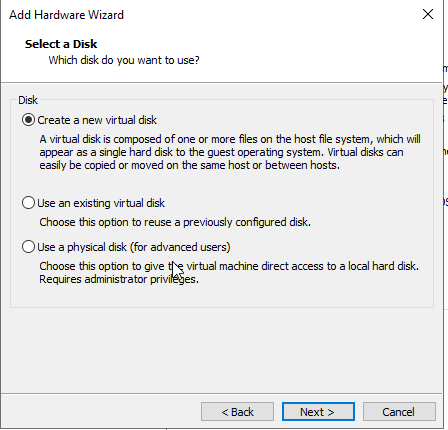 Add Hardware Wizard
Select a Disk
Which disk do you want to use?
Disk
Create a new virtual disk
A virtual disk is composed of one or more files on the host file system, which will
appear as a single hard disk to the guest operating system. Virtual disks can
easily be copied or moved on the same host or between hosts.
Use an existing virtual disk
Choose this option to reuse a previously configured disk.
Use a physical disk (for advanced users)
Choose this option to give the virtual machine direct access to a local hard disk.
Requires administrator privileges.
< Back Next > Cancel